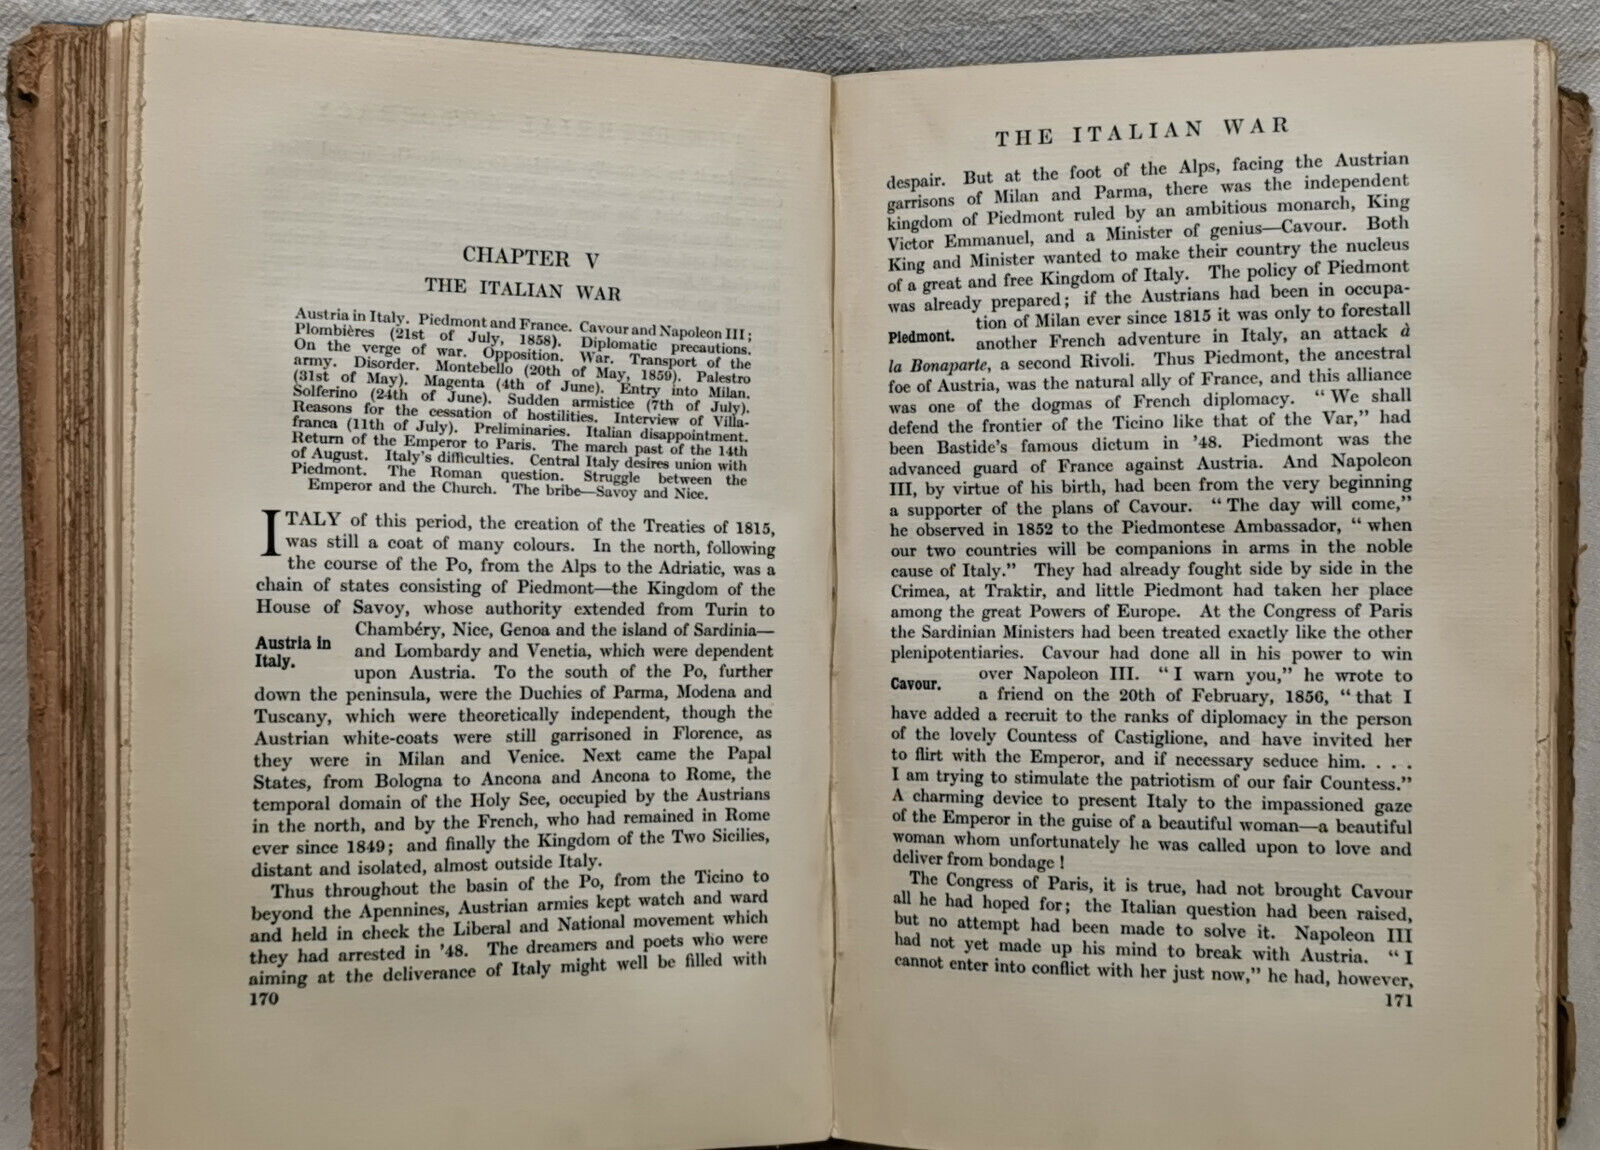 CHAPTER V
THE ITALIAN WAR
Austria in Italy. Piedmont and France. Cavour and Napoleon III;
Plombières (21st of July, 1858). Diplomatic precautions.
On the verge of war. Opposition. War. Transport of the
army. Disorder. Montebello (20th of May, 1859). Palestro
(31st of May). Magenta (4th of June). Entry into Milan.
Solferino (24th of June). Sudden armistice (7th of July).
Reasons for the cessation of hostilities. Interview of Villa-
franca (11th of July). Preliminaries. Italian disappointment.
Return of the Emperor to Paris. The march past of the 14th
of August. Italy's difficulties. Central Italy desires union with
Piedmont. The Roman question. Struggle between the
Emperor and the Church. The bribe—Savoy and Nice.
ITALY of this period, the creation of the Treaties of 1815,
was still a coat of many colours. In the north, following
the course of the Po, from the Alps to the Adriatic, was a
chain of states consisting of Piedmont—the Kingdom of the
House of Savoy, whose authority extended from Turin to
Austria in
Italy.
Chambéry, Nice, Genoa and the island of Sardinia—
and Lombardy and Venetia, which were dependent
upon Austria. To the south of the Po, further
down the peninsula, were the Duchies of Parma, Modena and
Tuscany, which were theoretically independent, though the
Austrian white-coats were still garrisoned in Florence, as
they were in Milan and Venice. Next came the Papal
States, from Bologna to Ancona and Ancona to Rome, the
temporal domain of the Holy See, occupied by the Austrians
in the north, and by the French, who had remained in Rome
ever since 1849; and finally the Kingdom of the Two Sicilies,
distant and isolated, almost outside Italy.
Thus throughout the basin of the Po, from the Ticino to
beyond the Apennines, Austrian armies kept watch and ward
and held in check the Liberal and National movement which
they had arrested in '48. The dreamers and poets who were
aiming at the deliverance of Italy might well be filled with
170
THE ITALIAN WAR
despair. But at the foot of the Alps, facing the Austrian
garrisons of Milan and Parma, there was the independent
kingdom of Piedmont ruled by an ambitious monarch, King
Victor Emmanuel, and a Minister of genius—Cavour. Both
King and Minister wanted to make their country the nucleus
of a great and free Kingdom of Italy. The policy of Piedmont
was already prepared; if the Austrians had been in occupa-
Piedmont.
tion of Milan ever since 1815 it was only to forestall
another French adventure in Italy, an attack à
la Bonaparte, a second Rivoli. Thus Piedmont, the ancestral
foe of Austria, was the natural ally of France, and this alliance
was one of the dogmas of French diplomacy. "We shall
defend the frontier of the Ticino like that of the Var," had
been Bastide's famous dictum in '48. Piedmont was the
advanced guard of France against Austria. And Napoleon
III, by virtue of his birth, had been from the very beginning
a supporter of the plans of Cavour. "The day will come,"
he observed in 1852 to the Piedmontese Ambassador, "when
our two countries will be companions in arms in the noble
cause of Italy." They had already fought side by side in the
Crimea, at Traktir, and little Piedmont had taken her place
among the great Powers of Europe. At the Congress of Paris
the Sardinian Ministers had been treated exactly like the other
plenipotentiaries. Cavour had done all in his power to win
Cavour.
over Napoleon III. "I warn you," he wrote to
a friend on the 20th of February, 1856, "that I
have added a recruit to the ranks of diplomacy in the person
of the lovely Countess of Castiglione, and have invited her
to flirt with the Emperor, and if necessary seduce him. . . .
I am trying to stimulate the patriotism of our fair Countess."
A charming device to present Italy to the impassioned gaze
of the Emperor in the guise of a beautiful woman—a beautiful
woman whom unfortunately he was called upon to love and
deliver from bondage!
The Congress of Paris, it is true, had not brought Cavour
all he had hoped for; the Italian question had been raised,
but no attempt had been made to solve it. Napoleon III
had not yet made up his mind to break with Austria. "I
cannot enter into conflict with her just now," he had, however,
171